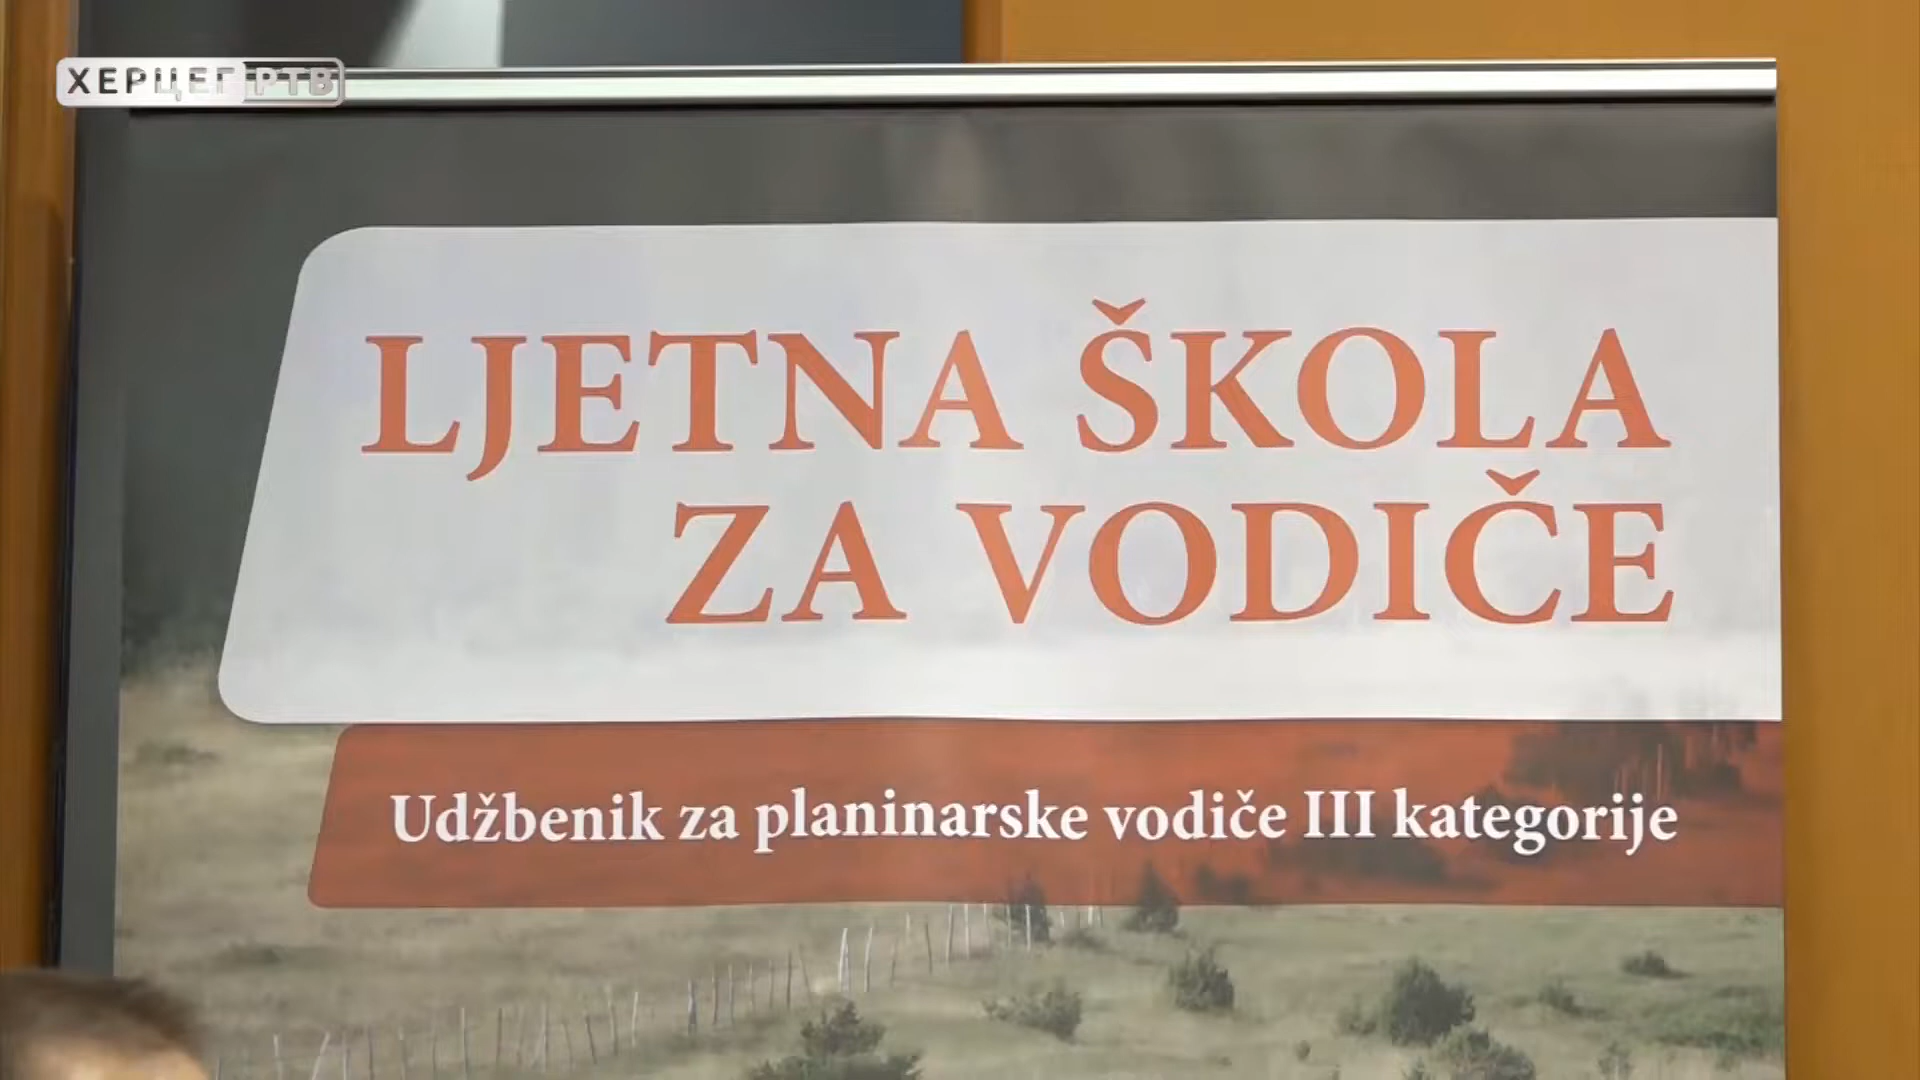 ХЕРЦЕГ РТВ
LJETNA ŠKOLA
ZA VODIČE
Udžbenik za planinarske vodiče III kategorije